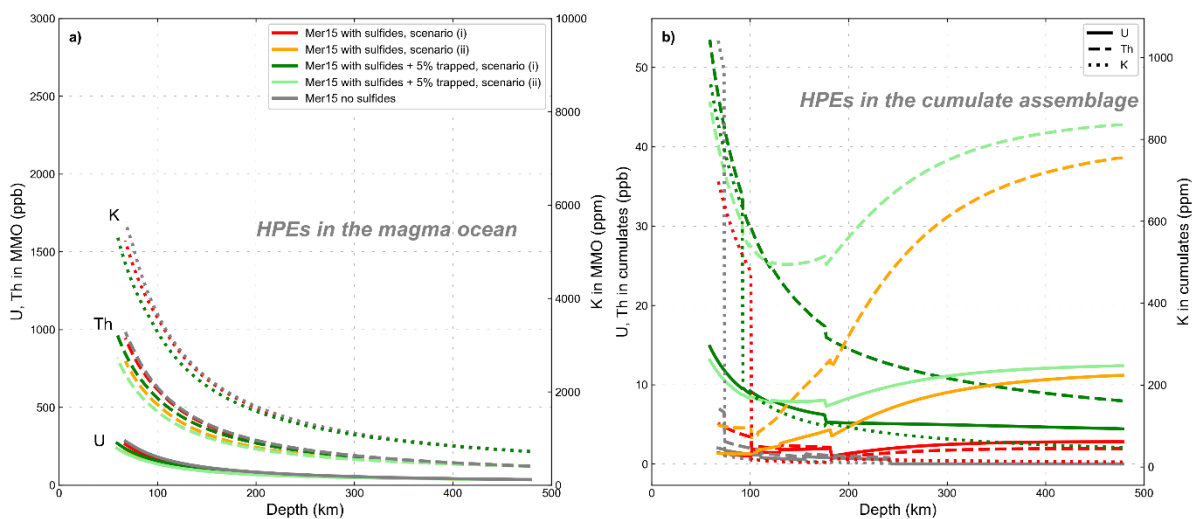 a)
Mer15 with sulfides, scenario (i)
Mer15 with sulfides, scenario (ii)
Mer15 with sulfides + 5% trapped, scenario (i)
Mer15 with sulfides + 5% trapped, scenario (ii)
Mer15 no sulfides
HPEs in the magma ocean
K
Th
U
3000
2500
2000
1500
1000
500
0
U, Th in MMO (ppb)
10000
8000
6000
4000
2000
0
K in MMO (ppm)
0 100 200 300 400 500
Depth (km)
b)
U
Th
K
HPEs in the cumulate assemblage
50
40
30
20
10
0
U, Th in cumulates (ppb)
1000
800
600
400
200
0
K in cumulates (ppm)
0 100 200 300 400 500
Depth (km)